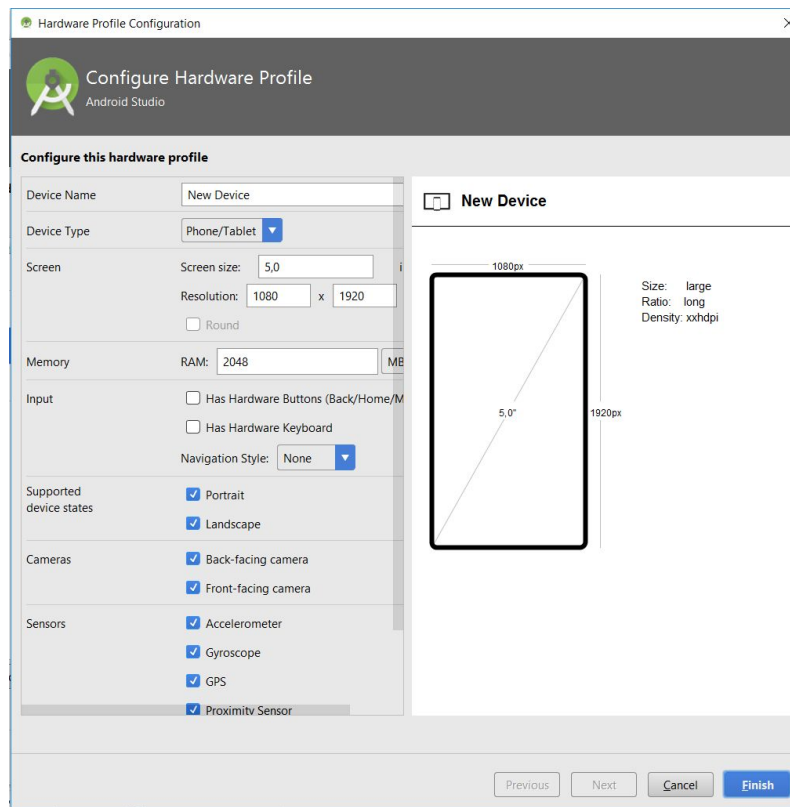 Hardware Profile Configuration
Configure Hardware Profile
Android Studio
Configure this hardware profile
Device Name New Device
Device Type Phone/Tablet
Screen Screen size: 5,0 i
Resolution: 1080 x 1920
Round
Memory RAM: 2048 MB
Input Has Hardware Buttons (Back/Home/M
Has Hardware Keyboard
Navigation Style: None
Supported
device states
Portrait
Landscape
Cameras Back-facing camera
Front-facing camera
Sensors Accelerometer
Gyroscope
GPS
Proximity Sensor
New Device
1080px
Size: large
Ratio: long
Density: xxhdpi
5,0"
1920px
Previous Next Cancel Finish